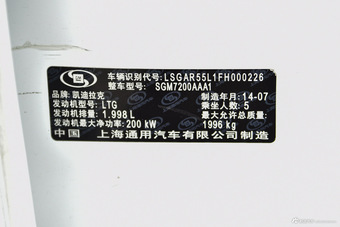 车辆识别代号: LSGAR55L1FH000226
整车型号: SGM7200AAA1
品牌: 凯迪拉克 制造年月: 14-07
发动机型号: LTG 乘坐人数: 5
发动机排量: 1.998 L 最大允许总质量:
发动机最大净功率: 200 kW 1996 kg
中国 上海通用汽车有限公司制造